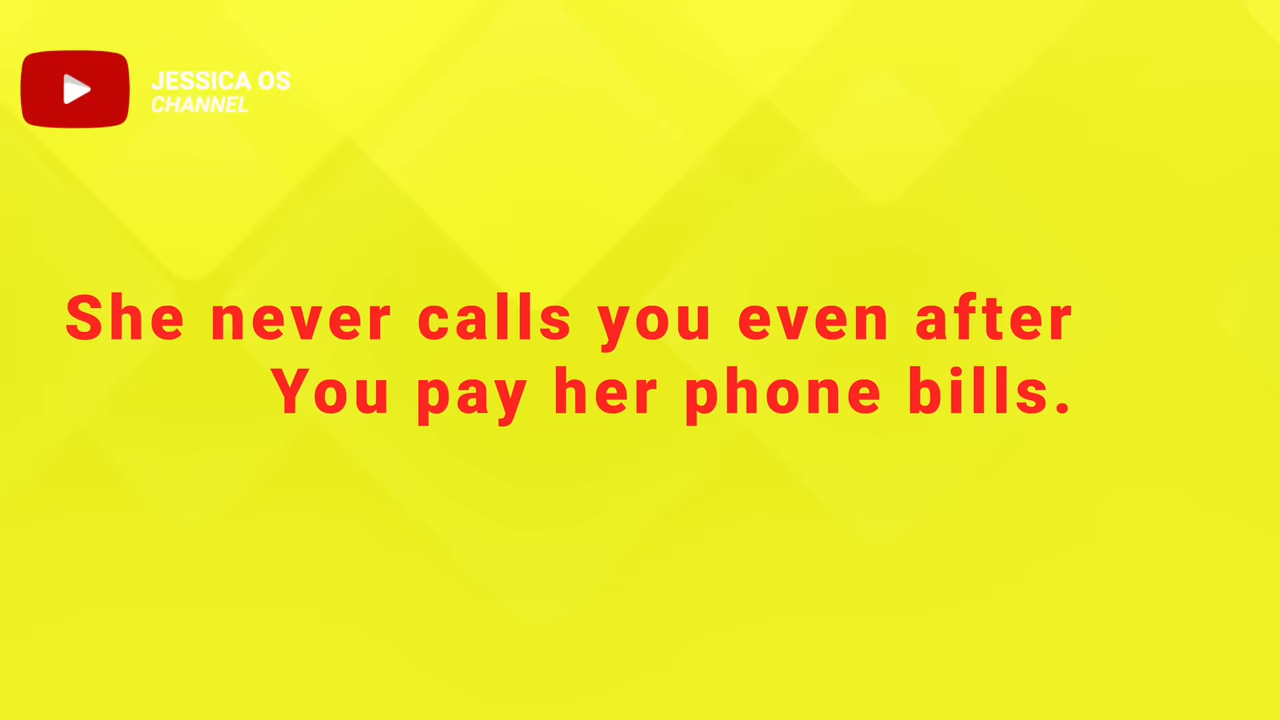 JESSICA OS
CHANNEL
She never calls you even after
You pay her phone bills.